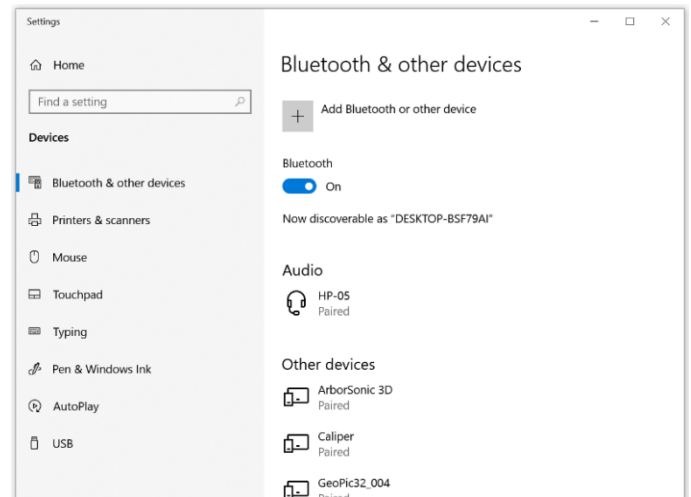 Settings
Home
Find a setting
Devices
Bluetooth & other devices
Printers & scanners
Mouse
Touchpad
Typing
Pen & Windows Ink
AutoPlay
USB
Bluetooth & other devices
Add Bluetooth or other device
Bluetooth
On
Now discoverable as "DESKTOP-BSF79AI"
Audio
HP-05
Paired
Other devices
ArborSonic 3D
Paired
Caliper
Paired
GeoPic32_004
Paired